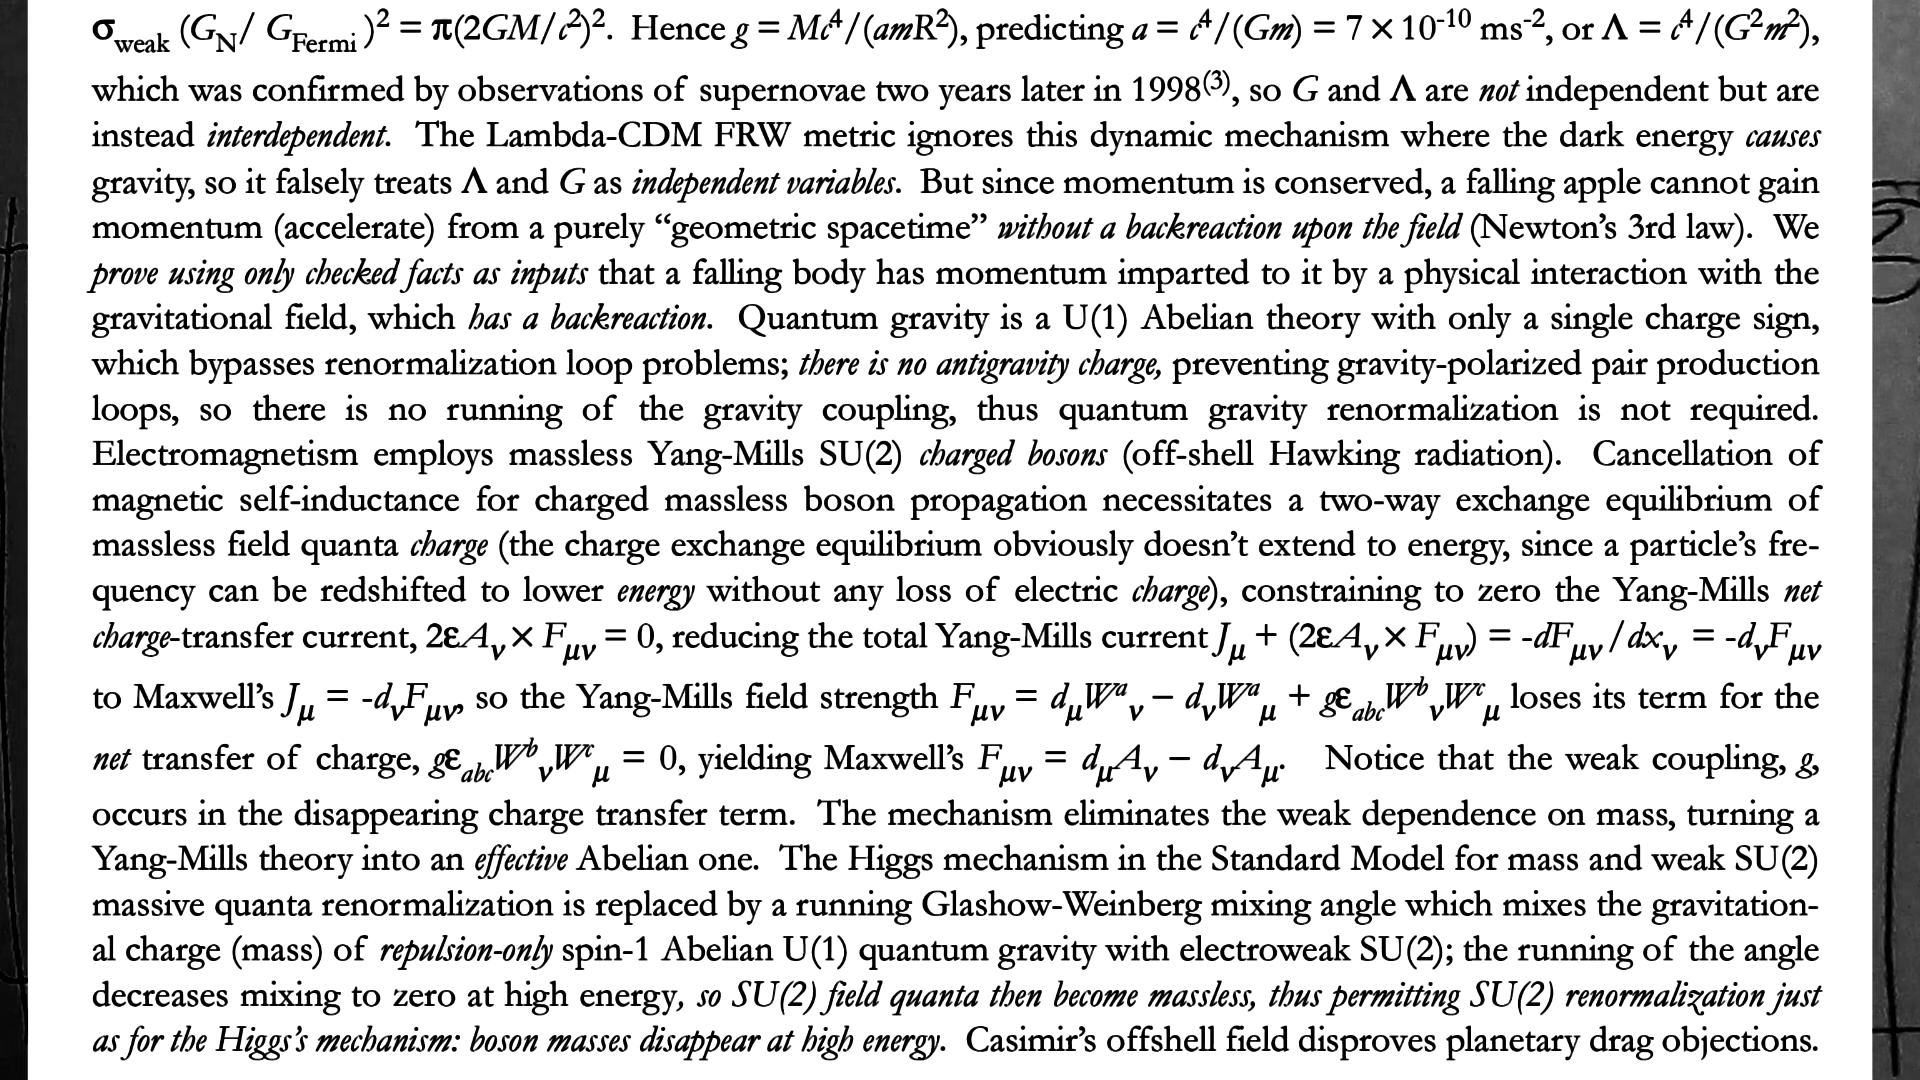 σweak (GN/ GFermi )² = π(2GM/c²)². Hence g = Mc⁴/(amR²), predicting a = c⁴/(Gm) = 7 × 10⁻¹⁰ ms⁻², or Λ = c⁴/(G²m²),
which was confirmed by observations of supernovae two years later in 1998⁽³⁾, so G and Λ are not independent but are
instead interdependent. The Lambda-CDM FRW metric ignores this dynamic mechanism where the dark energy causes
gravity, so it falsely treats Λ and G as independent variables. But since momentum is conserved, a falling apple cannot gain
momentum (accelerate) from a purely “geometric spacetime” without a backreaction upon the field (Newton’s 3rd law). We
prove using only checked facts as inputs that a falling body has momentum imparted to it by a physical interaction with the
gravitational field, which has a backreaction. Quantum gravity is a U(1) Abelian theory with only a single charge sign,
which bypasses renormalization loop problems; there is no antigravity charge, preventing gravity-polarized pair production
loops, so there is no running of the gravity coupling, thus quantum gravity renormalization is not required.
Electromagnetism employs massless Yang-Mills SU(2) charged bosons (off-shell Hawking radiation). Cancellation of
magnetic self-inductance for charged massless boson propagation necessitates a two-way exchange equilibrium of
massless field quanta charge (the charge exchange equilibrium obviously doesn’t extend to energy, since a particle’s fre-
quency can be redshifted to lower energy without any loss of electric charge), constraining to zero the Yang-Mills net
charge-transfer current, 2εAν × Fμν = 0, reducing the total Yang-Mills current Jμ + (2εAν × Fμν) = -dFμν/dxν = -dνFμν
to Maxwell’s Jμ = -dνFμν, so the Yang-Mills field strength Fμν = dμWᵃν − dνWᵃμ + gεabcWᵇνWᶜμ loses its term for the
net transfer of charge, gεabcWᵇνWᶜμ = 0, yielding Maxwell’s Fμν = dμAν − dνAμ. Notice that the weak coupling, g,
occurs in the disappearing charge transfer term. The mechanism eliminates the weak dependence on mass, turning a
Yang-Mills theory into an effective Abelian one. The Higgs mechanism in the Standard Model for mass and weak SU(2)
massive quanta renormalization is replaced by a running Glashow-Weinberg mixing angle which mixes the gravitation-
al charge (mass) of repulsion-only spin-1 Abelian U(1) quantum gravity with electroweak SU(2); the running of the angle
decreases mixing to zero at high energy, so SU(2) field quanta then become massless, thus permitting SU(2) renormalization just
as for the Higgs’s mechanism: boson masses disappear at high energy. Casimir’s offshell field disproves planetary drag objections.